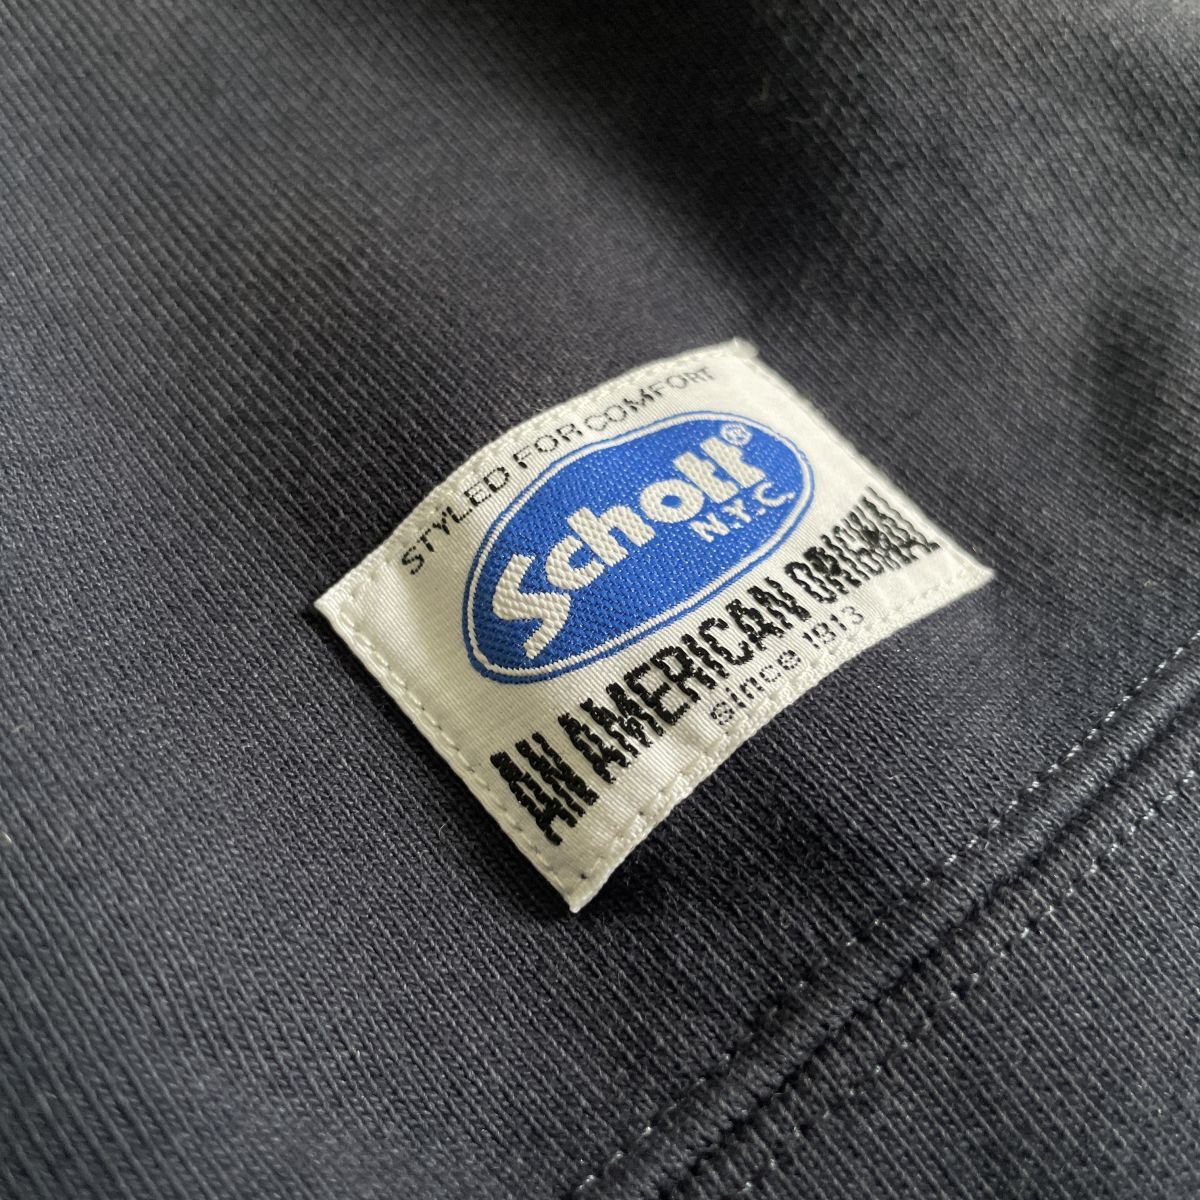 STYLED FOR COMFORT
Schott®
N.Y.C.
AN AMERICAN ORIGINAL
since 1913